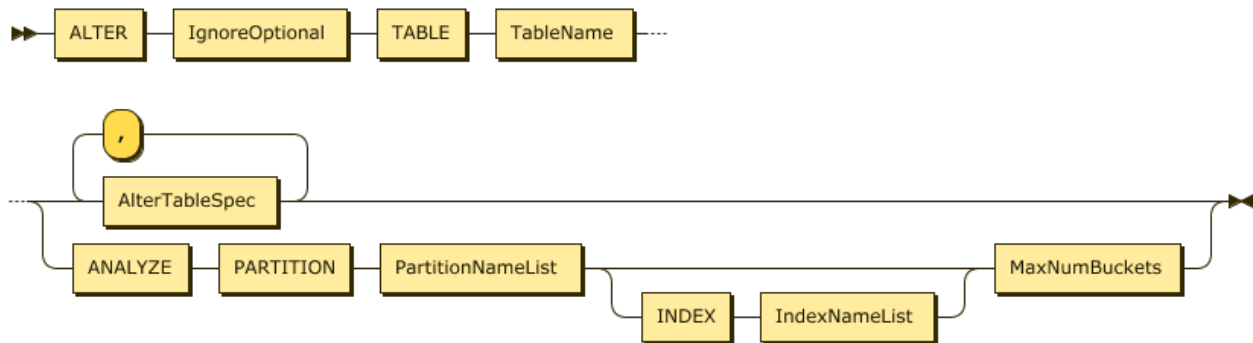 ALTER IgnoreOptional TABLE TableName
,
AlterTableSpec
ANALYZE PARTITION PartitionNameList MaxNumBuckets
INDEX IndexNameList